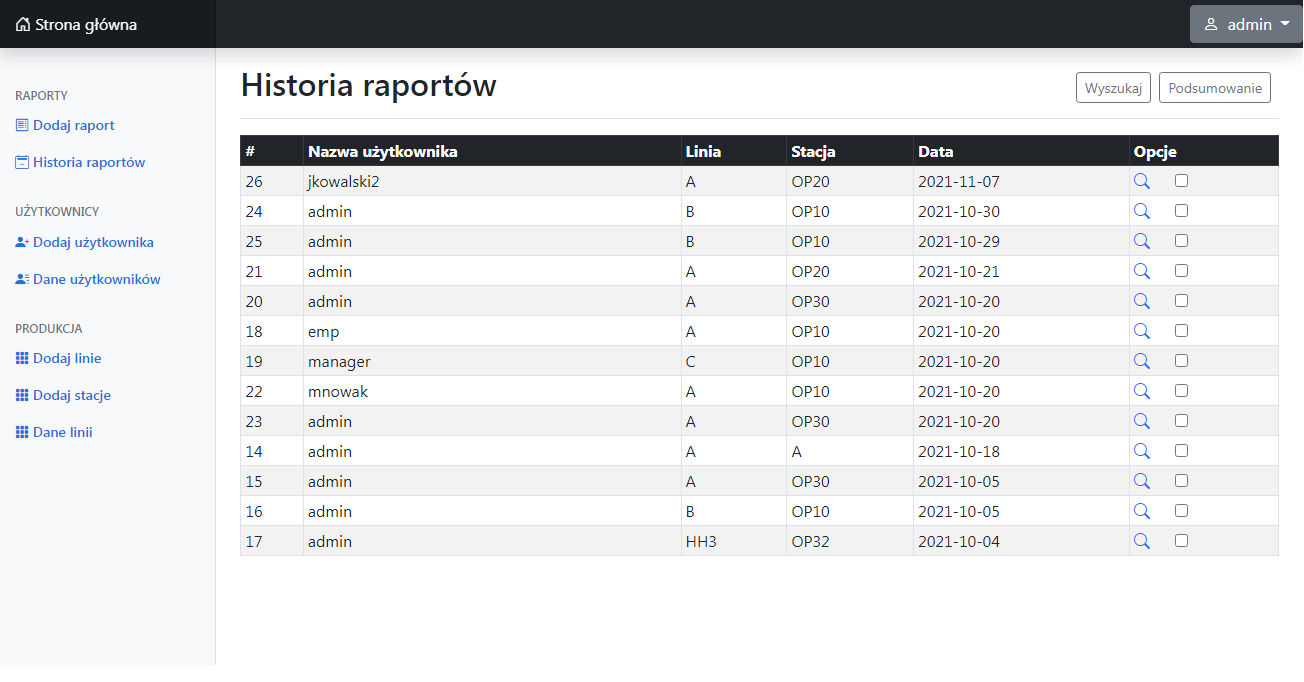 Strona główna
admin
RAPORTY
Dodaj raport
Historia raportów
UŻYTKOWNICY
Dodaj użytkownika
Dane użytkowników
PRODUKCJA
Dodaj linie
Dodaj stacje
Dane linii
Historia raportów
Wyszukaj Podsumowanie
# Nazwa użytkownika Linia Stacja Data Opcje
26 jkowalski2 A OP20 2021-11-07
24 admin B OP10 2021-10-30
25 admin B OP10 2021-10-29
21 admin A OP20 2021-10-21
20 admin A OP30 2021-10-20
18 emp A OP10 2021-10-20
19 manager C OP10 2021-10-20
22 mnowak A OP10 2021-10-20
23 admin A OP30 2021-10-20
14 admin A A 2021-10-18
15 admin A OP30 2021-10-05
16 admin B OP10 2021-10-05
17 admin HH3 OP32 2021-10-04